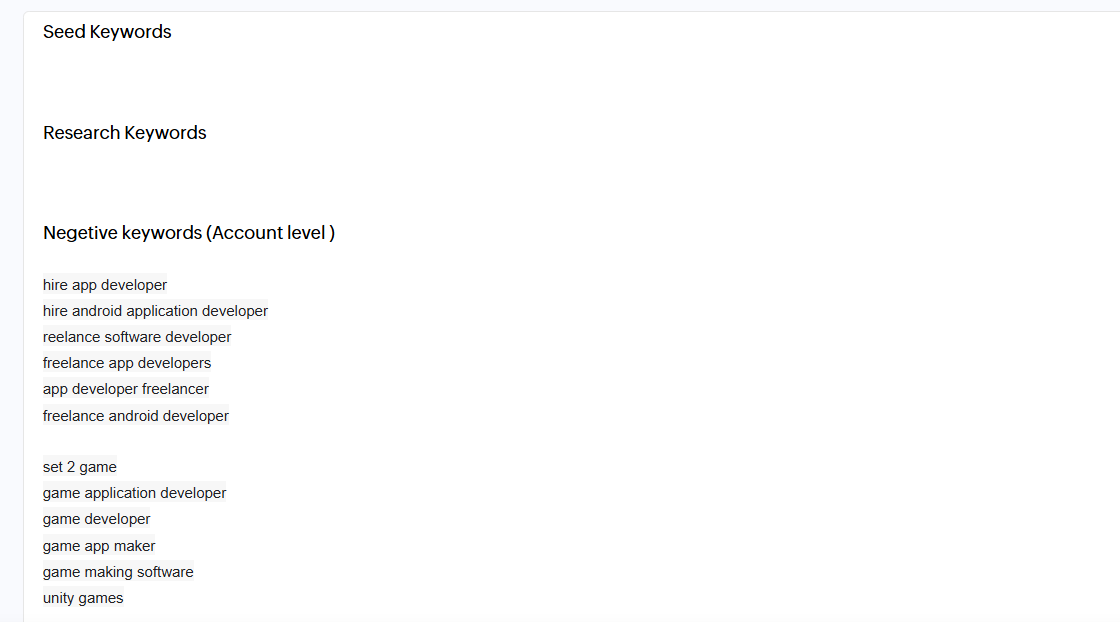 Seed Keywords
Research Keywords
Negetive keywords (Account level )
hire app developer
hire android application developer
reelance software developer
freelance app developers
app developer freelancer
freelance android developer
set 2 game
game application developer
game developer
game app maker
game making software
unity games